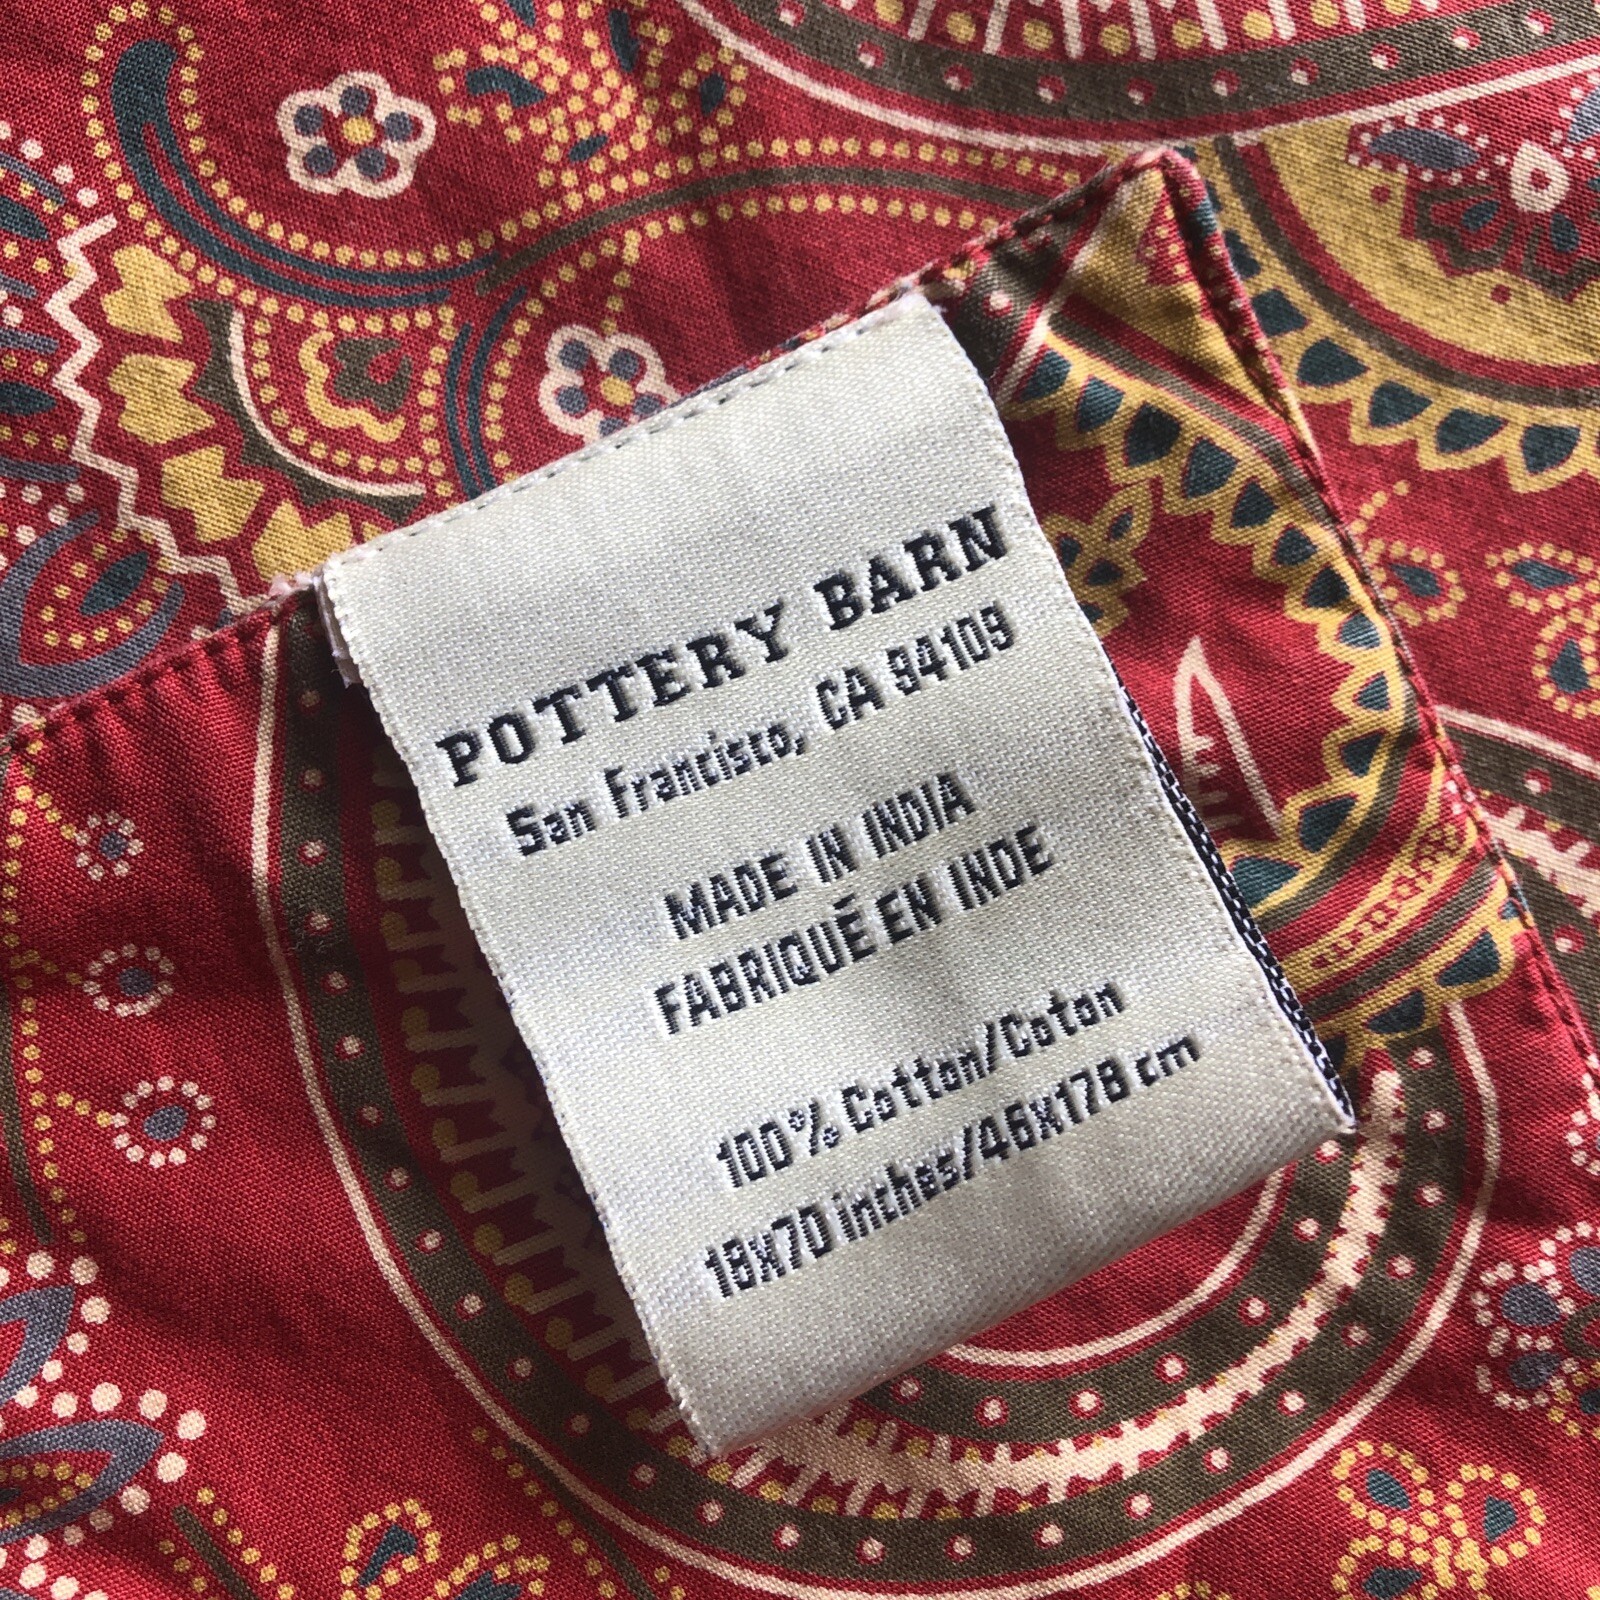 POTTERY BARN
San Francisco, CA 94109
MADE IN INDIA
FABRIQUÉ EN INDE
100% Cotton/Coton
18x70 inches/46x178 cm